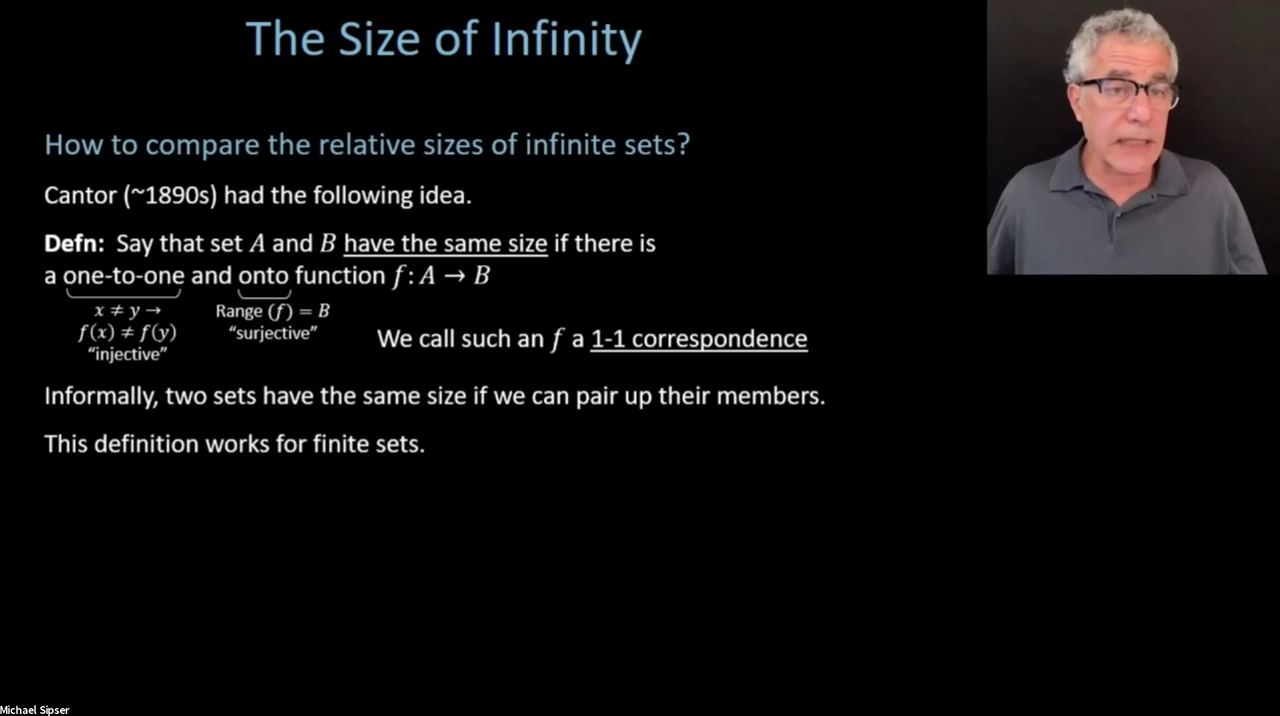 The Size of Infinity
How to compare the relative sizes of infinite sets?
Cantor (~1890s) had the following idea.
Defn: Say that set A and B have the same size if there is
a one-to-one and onto function f: A → B
x ≠ y →
f(x) ≠ f(y)
“injective”
Range (f) = B
“surjective”
We call such an f a 1-1 correspondence
Informally, two sets have the same size if we can pair up their members.
This definition works for finite sets.
Michael Sipser